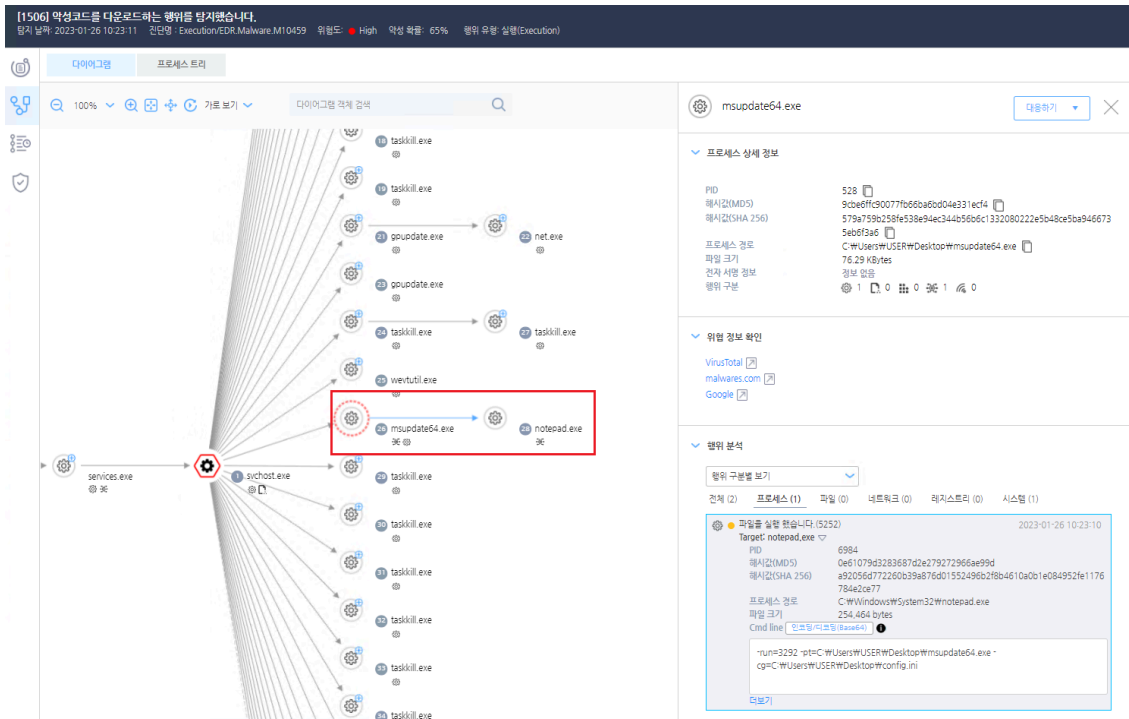 [1506] 악성코드를 다운로드하는 행위를 탐지했습니다.
탐지 날짜: 2023-01-26 10:23:11 진단명 : Execution/EDR.Malware.M10459 위험도: High 악성 확률: 65% 행위 유형: 실행(Execution)
다이어그램 프로세스 트리
100% 가로 보기 다이어그램 객체 검색
18 taskkill.exe
19 taskkill.exe
21 gpupdate.exe 22 net.exe
23 gpupdate.exe
24 taskkill.exe 27 taskkill.exe
25 wevtutil.exe
26 msupdate64.exe 28 notepad.exe
services.exe 1 svchost.exe 29 taskkill.exe
30 taskkill.exe
31 taskkill.exe
32 taskkill.exe
33 taskkill.exe
34 taskkill.exe
msupdate64.exe 대응하기
프로세스 상세 정보
PID 528
해시값(MD5) 9cbe6ffc90077fb66ba6bd04e331ecf4
해시값(SHA 256) 579a759b258fe538e94ec344b56b6c1332080222e5b48ce5ba946673
5eb6f3a6
프로세스 경로 C:₩Users₩USER₩Desktop₩msupdate64.exe
파일 크기 76.29 KBytes
전자 서명 정보 정보 없음
행위 구분 1 0 0 1 0
위협 정보 확인
VirusTotal
malwares.com
Google
행위 분석
행위 구분별 보기
전체 (2) 프로세스 (1) 파일 (0) 네트워크 (0) 레지스트리 (0) 시스템 (1)
파일을 실행 했습니다.(5252) 2023-01-26 10:23:10
Target: notepad.exe
PID 6984
해시값(MD5) 0e61079d3283687d2e279272966ae99d
해시값(SHA 256) a92056d772260b39a876d01552496b2f8b4610a0b1e084952fe1176
784e2ce77
프로세스 경로 C:₩Windows₩System32₩notepad.exe
파일 크기 254,464 bytes
Cmd line 인코딩/디코딩(Base64)
-run=3292 -pt=C:₩Users₩USER₩Desktop₩msupdate64.exe -
cg=C:₩Users₩USER₩Desktop₩config.ini
더보기